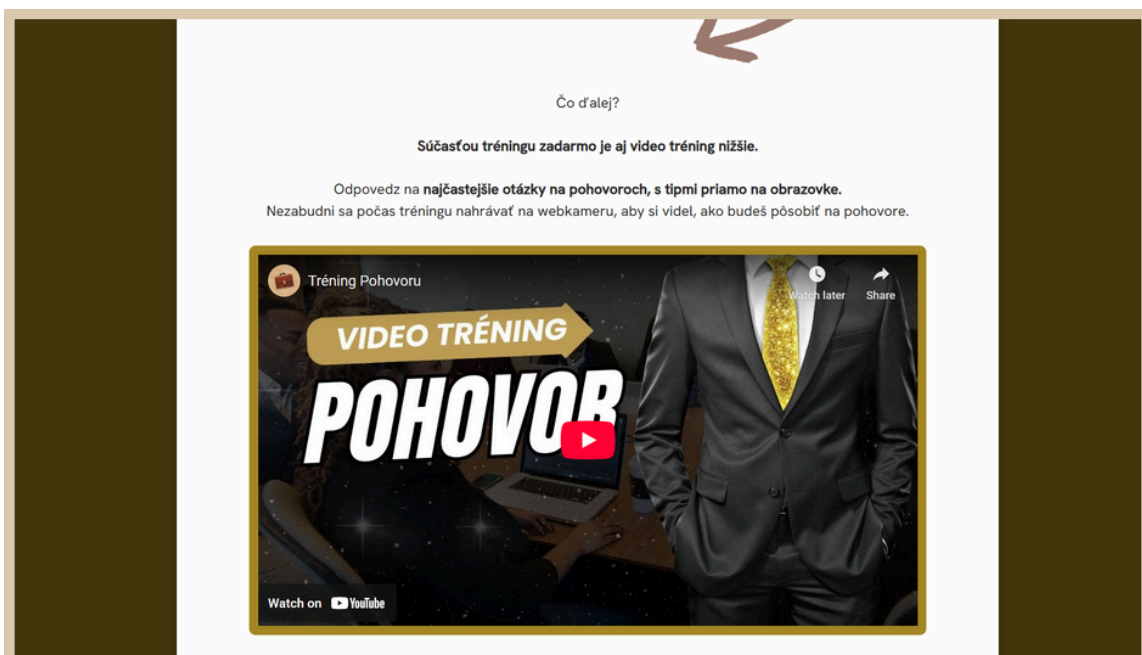 Čo ďalej?
Súčasťou tréningu zadarmo je aj video tréning nižšie.
Odpovedz na najčastejšie otázky na pohovoroch, s tipmi priamo na obrazovke.
Nezabudni sa počas tréningu nahrávať na webkameru, aby si videl, ako budeš pôsobiť na pohovore.
Tréning Pohovoru
Watch later
Share
VIDEO TRÉNING
POHOVOR
Watch on YouTube